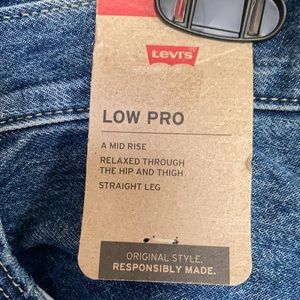 LEVI'S
LOW PRO
A MID RISE
RELAXED THROUGH
THE HIP AND THIGH
STRAIGHT LEG
ORIGINAL STYLE.
RESPONSIBLY MADE.